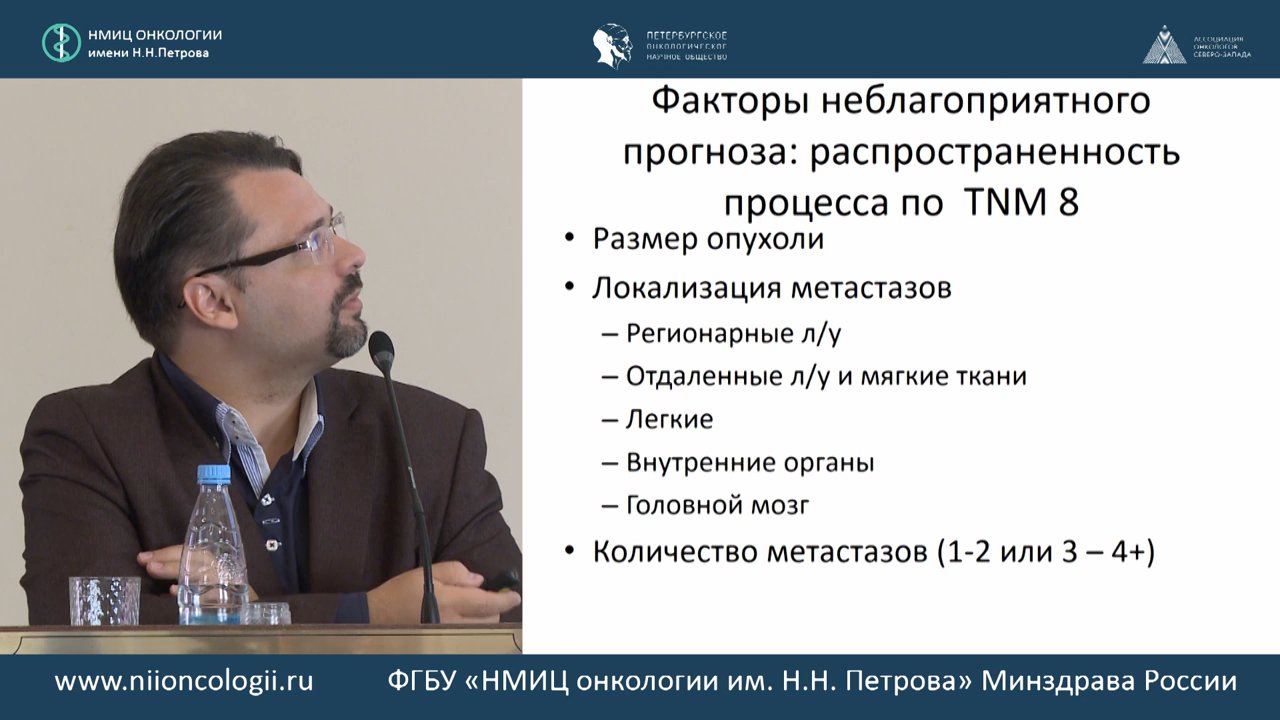 НМИЦ ОНКОЛОГИИ
имени Н.Н.Петрова
ПЕТЕРБУРГСКОЕ
ОНКОЛОГИЧЕСКОЕ
НАУЧНОЕ ОБЩЕСТВО
АССОЦИАЦИЯ
ОНКОЛОГОВ
СЕВЕРО-ЗАПАДА
Факторы неблагоприятного
прогноза: распространенность
процесса по TNM 8
• Размер опухоли
• Локализация метастазов
– Регионарные л/у
– Отдаленные л/у и мягкие ткани
– Легкие
– Внутренние органы
– Головной мозг
• Количество метастазов (1-2 или 3 – 4+)
www.niioncologii.ru
ФГБУ «НМИЦ онкологии им. Н.Н. Петрова» Минздрава России